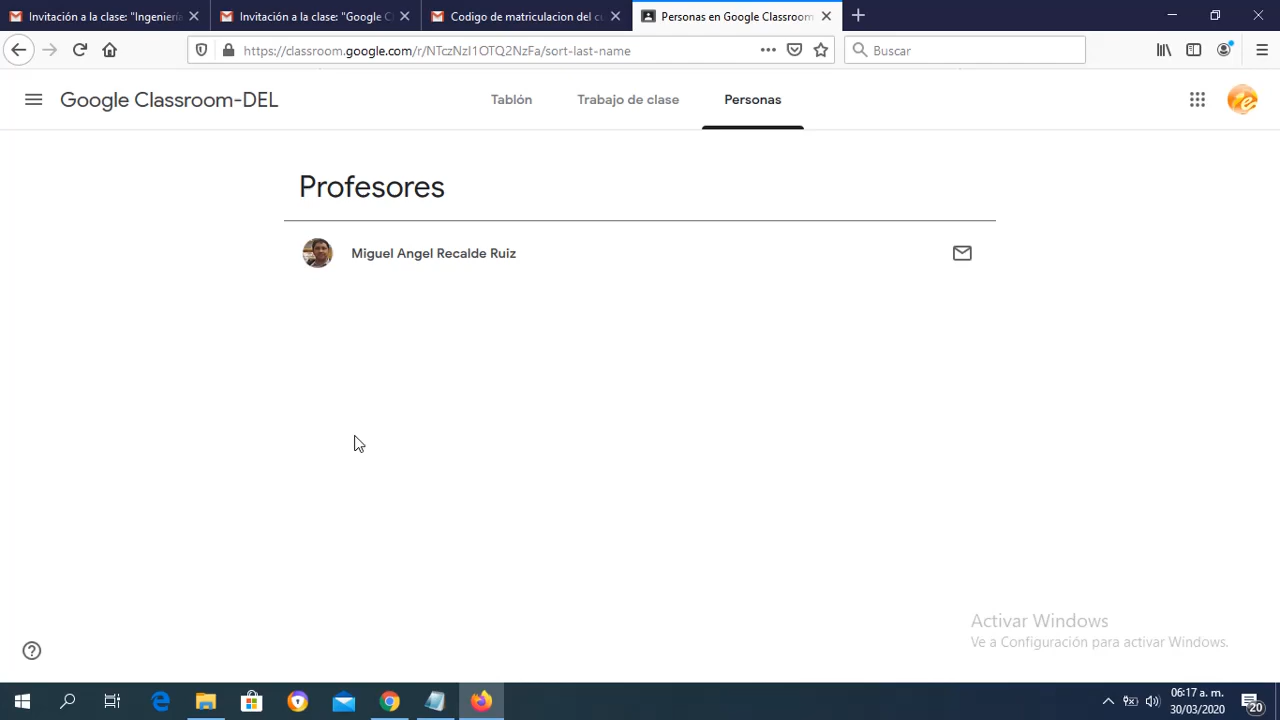 Invitación a la clase: "Ingeniería
Invitación a la clase: "Google C
Codigo de matriculacion del cu
Personas en Google Classroom
https://classroom.google.com/r/NTczNzI1OTQ2NzFa/sort-last-name
Buscar
Google Classroom-DEL
Tablón
Trabajo de clase
Personas
Profesores
Miguel Angel Recalde Ruiz
Activar Windows
Ve a Configuración para activar Windows.
06:17 a. m.
30/03/2020
20